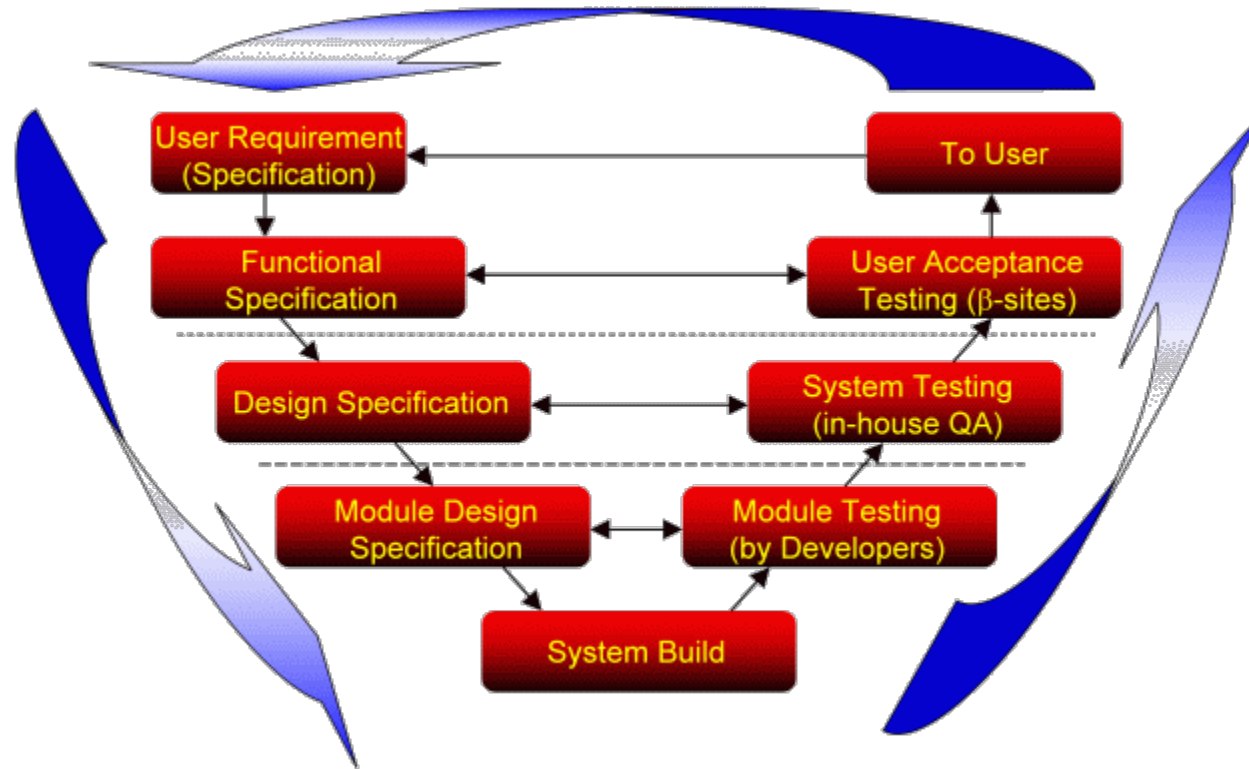 User Requirement
(Specification)
To User
Functional
Specification
User Acceptance
Testing (β-sites)
Design Specification
System Testing
(in-house QA)
Module Design
Specification
Module Testing
(by Developers)
System Build